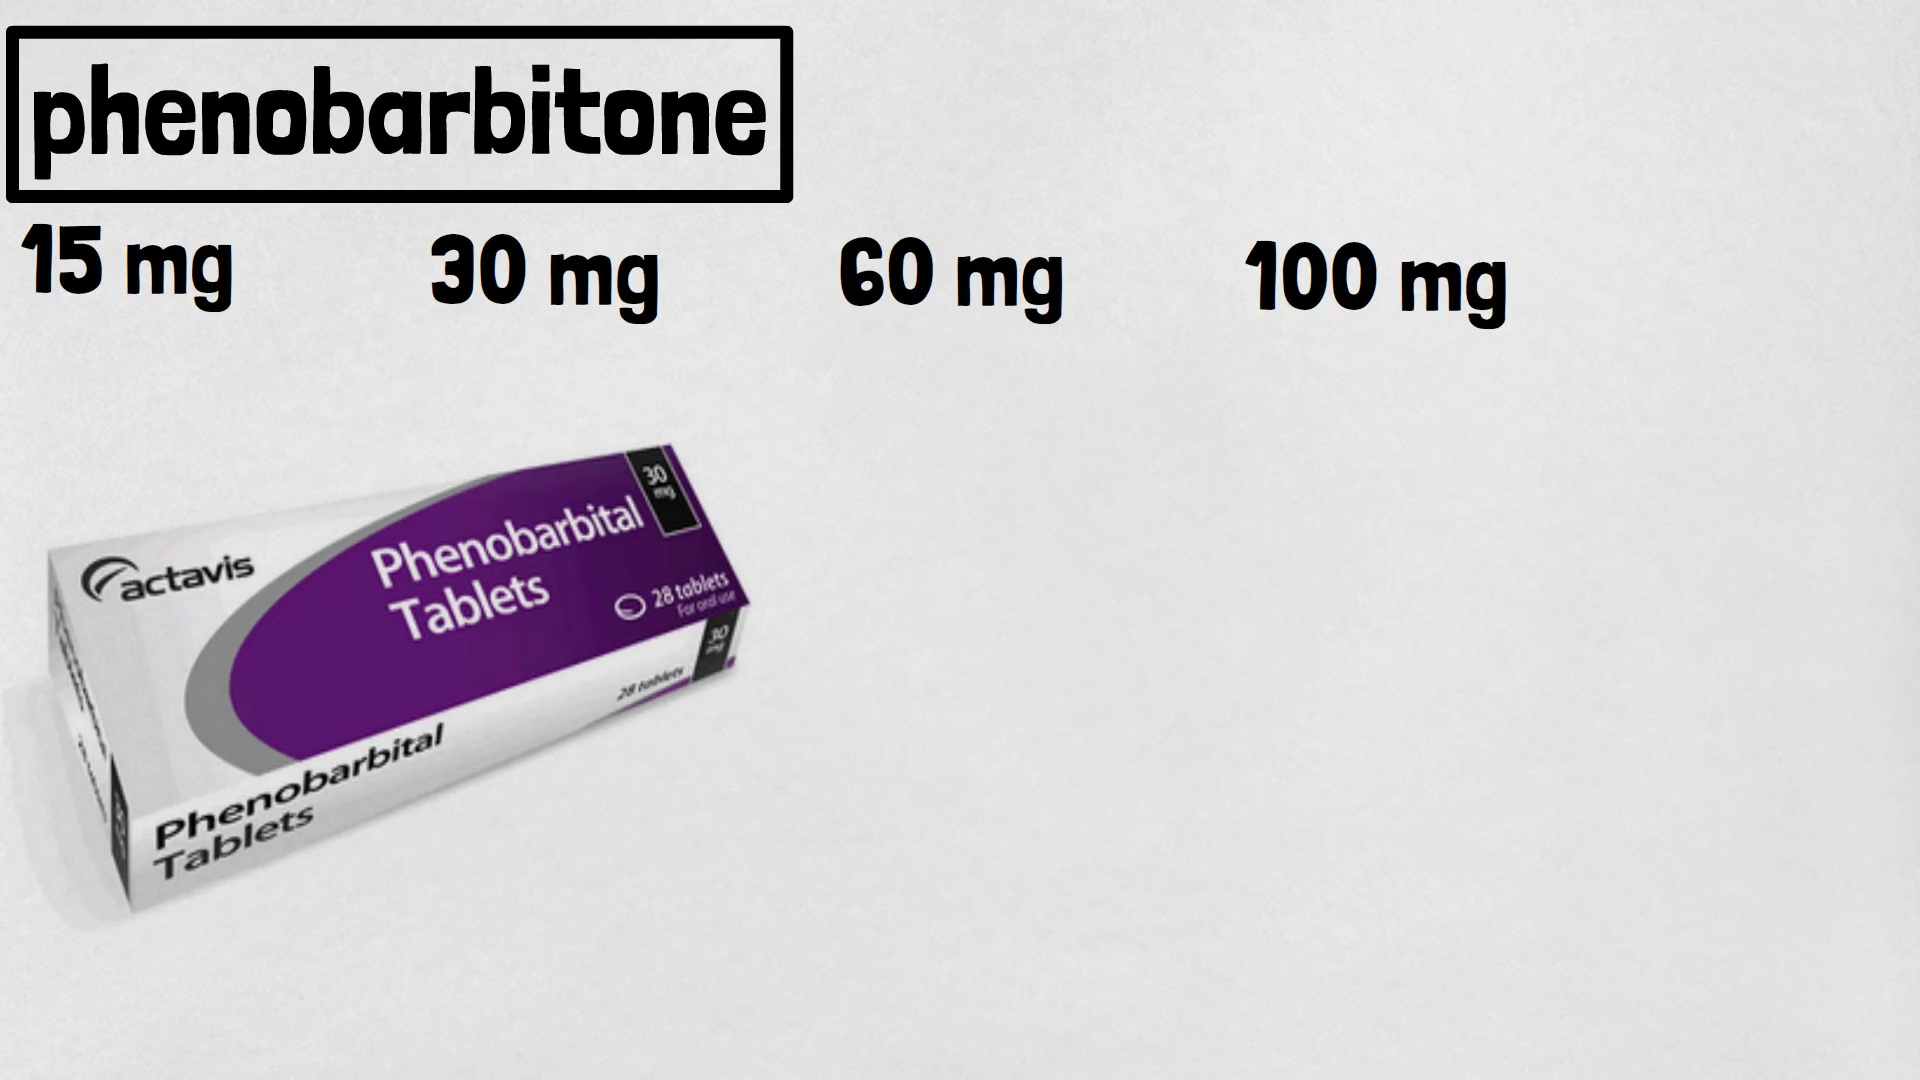 phenobarbitone
15 mg 30 mg 60 mg 100 mg
actavis
Phenobarbital
Tablets
30
mg
28 tablets
For oral use
30
mg
28 tablets
Phenobarbital
Tablets